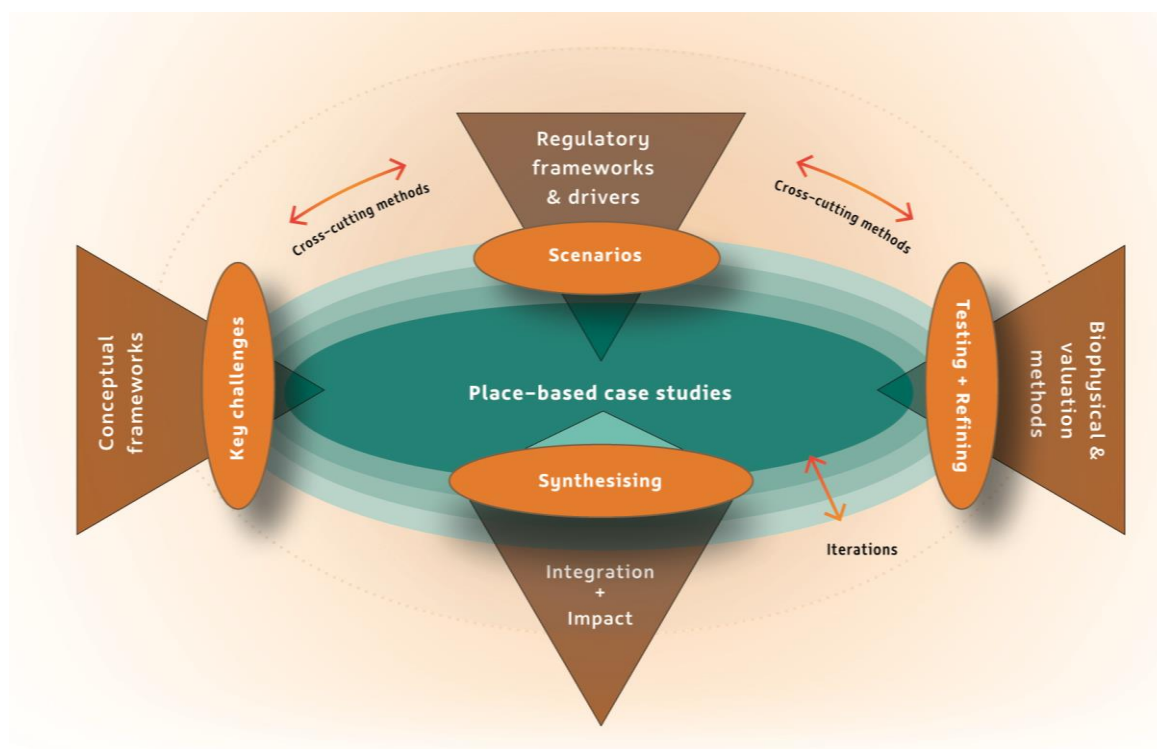 Regulatory
frameworks
& drivers
Cross-cutting methods
Cross-cutting methods
Scenarios
Conceptual
frameworks
Key challenges
Place-based case studies
Testing + Refining
Biophysical &
valuation
methods
Synthesising
Iterations
Integration
+
Impact